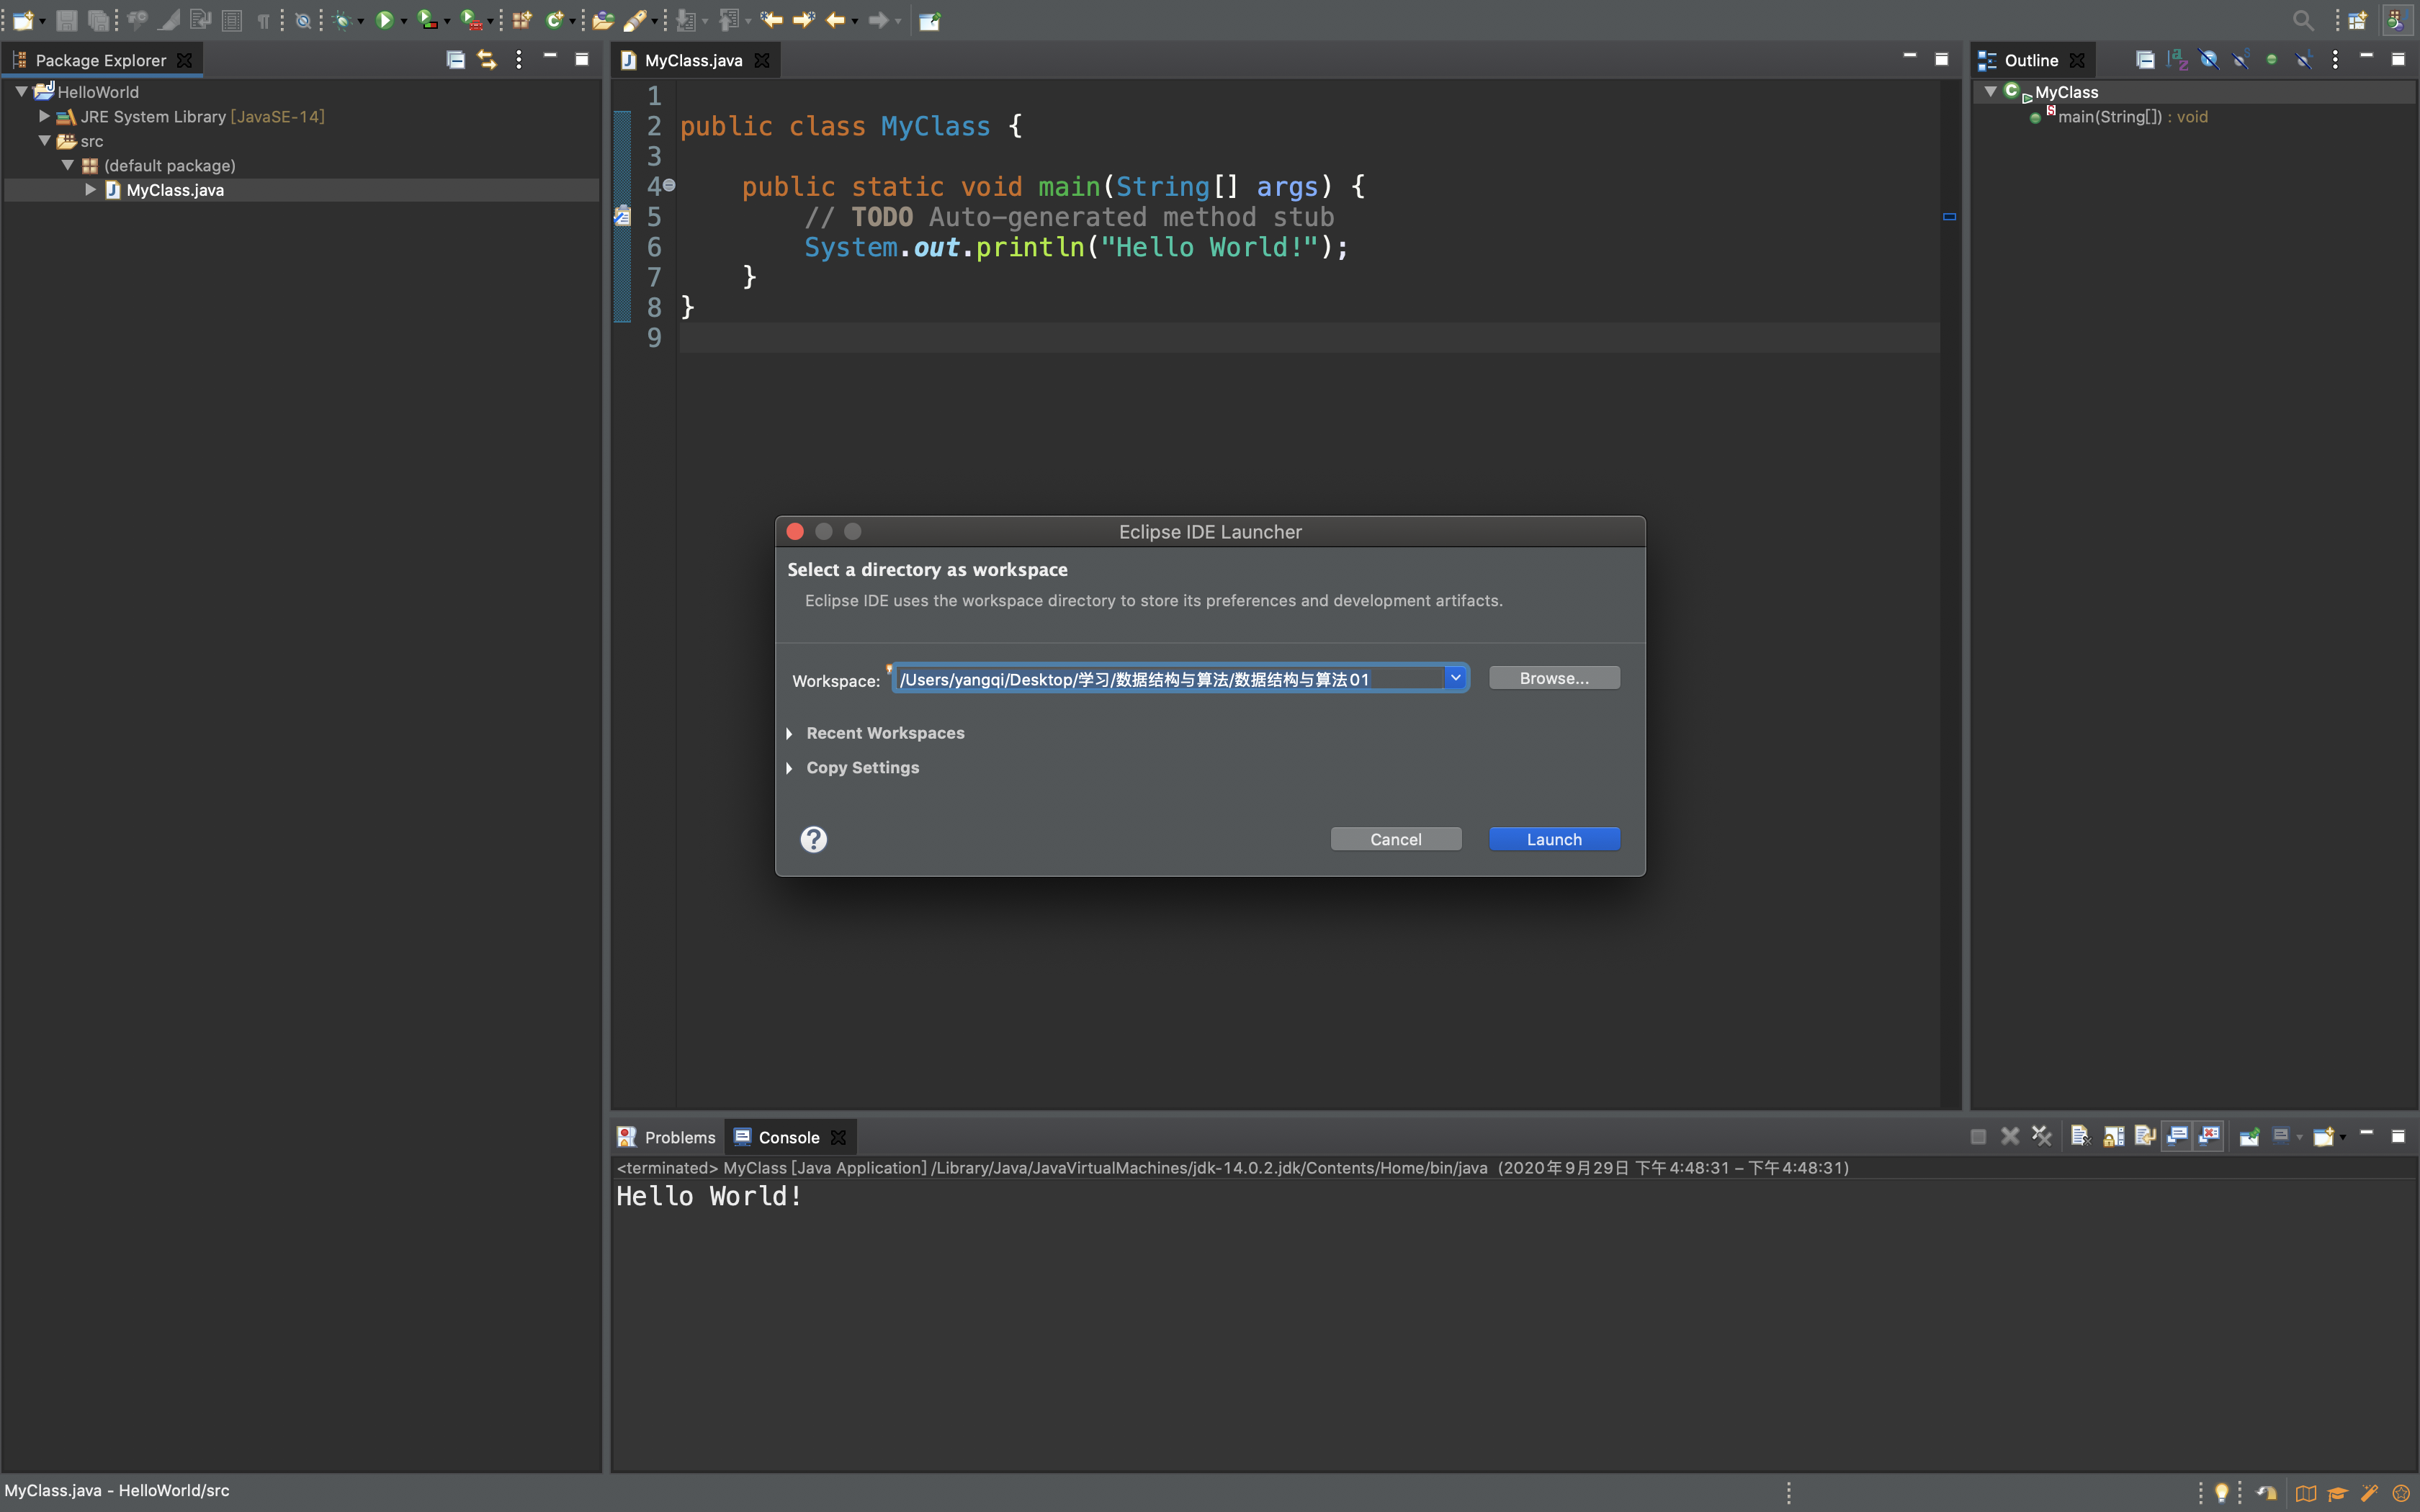 Package Explorer
HelloWorld
JRE System Library [JavaSE-14]
src
(default package)
MyClass.java
MyClass.java
1
2 public class MyClass {
3
4 public static void main(String[] args) {
5 // TODO Auto-generated method stub
6 System.out.println("Hello World!");
7 }
8 }
9
Outline
MyClass
main(String[]) : void
Eclipse IDE Launcher
Select a directory as workspace
Eclipse IDE uses the workspace directory to store its preferences and development artifacts.
Workspace: /Users/yangqi/Desktop/学习/数据结构与算法/数据结构与算法01 Browse...
Recent Workspaces
Copy Settings
Cancel Launch
Problems Console
<terminated> MyClass [Java Application] /Library/Java/JavaVirtualMachines/jdk-14.0.2.jdk/Contents/Home/bin/java (2020年9月29日 下午4:48:31 – 下午4:48:31)
Hello World!
MyClass.java - HelloWorld/src